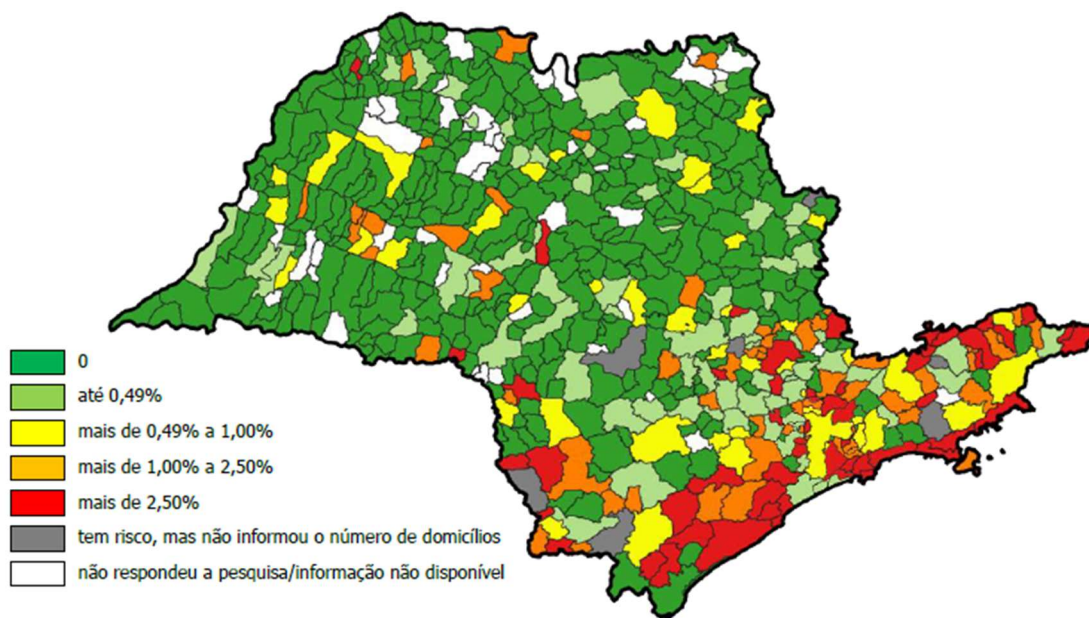 0
até 0,49%
mais de 0,49% a 1,00%
mais de 1,00% a 2,50%
mais de 2,50%
tem risco, mas não informou o número de domicílios
não respondeu a pesquisa/informação não disponível